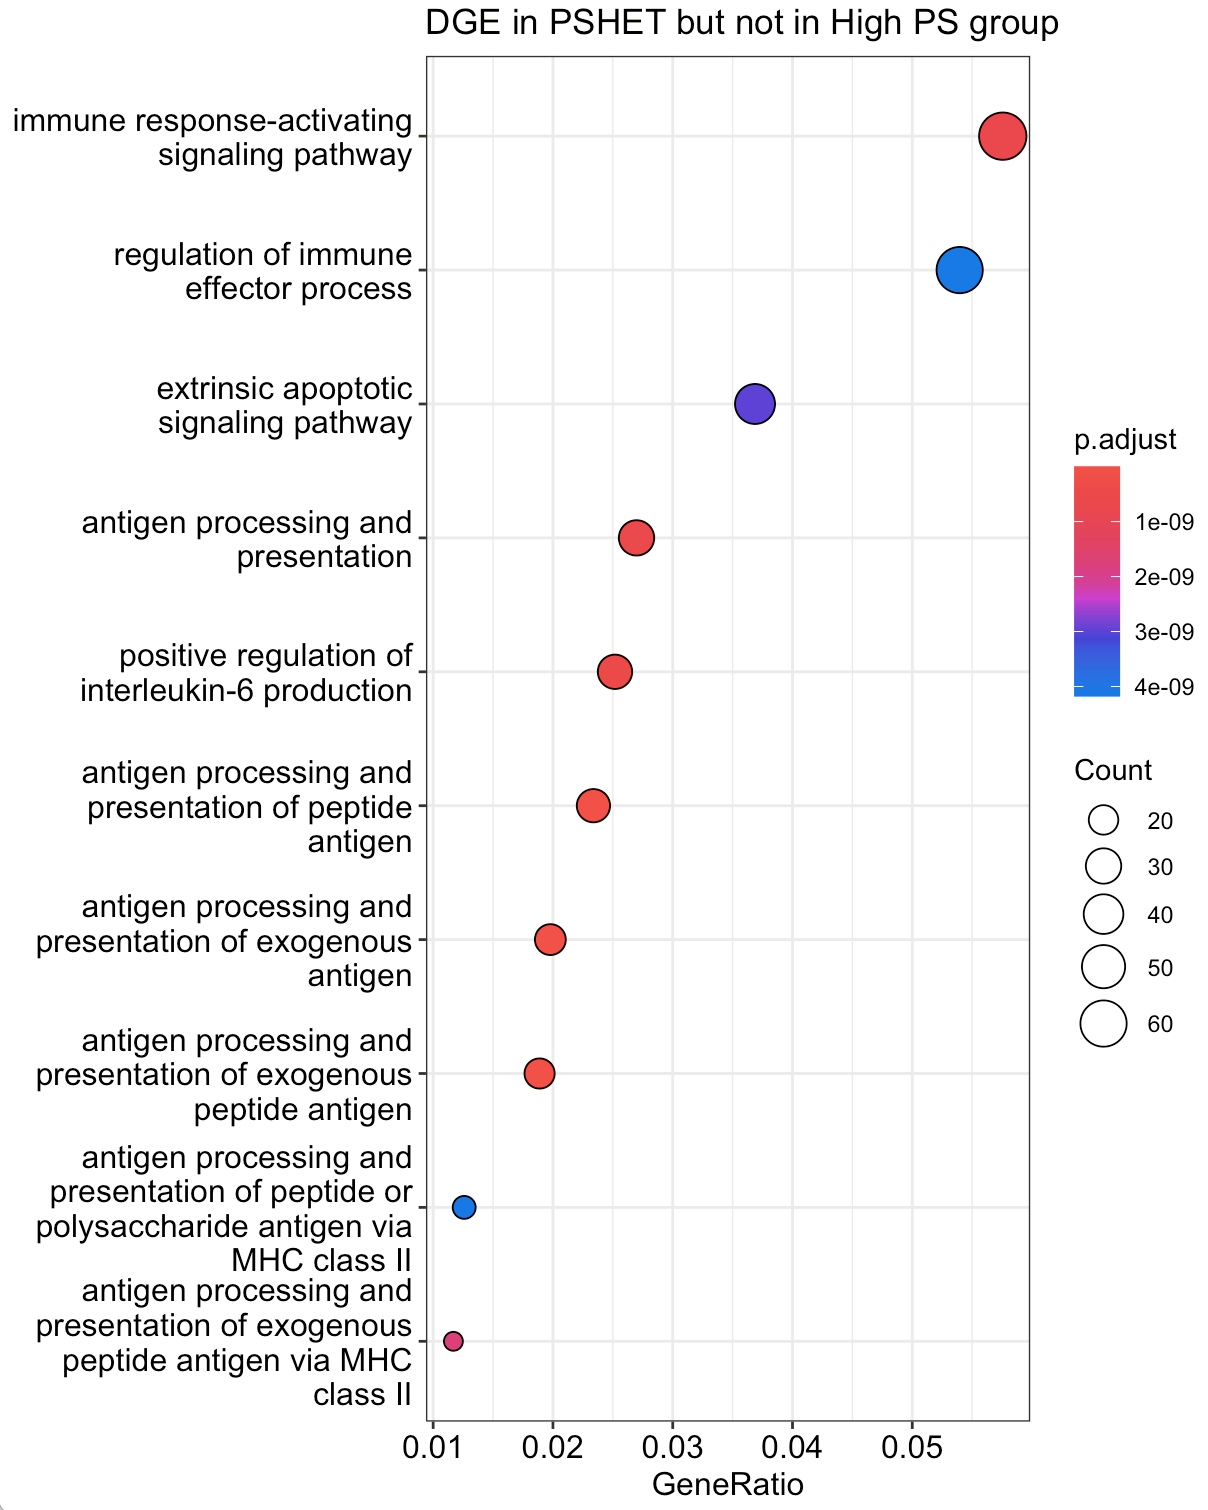 DGE in PSHET but not in High PS group
immune response-activating
signaling pathway
regulation of immune
effector process
extrinsic apoptotic
signaling pathway
antigen processing and
presentation
positive regulation of
interleukin-6 production
antigen processing and
presentation of peptide
antigen
antigen processing and
presentation of exogenous
antigen
antigen processing and
presentation of exogenous
peptide antigen
antigen processing and
presentation of peptide or
polysaccharide antigen via
MHC class II
antigen processing and
presentation of exogenous
peptide antigen via MHC
class II
0.01 0.02 0.03 0.04 0.05
GeneRatio
p.adjust
1e-09
2e-09
3e-09
4e-09
Count
20
30
40
50
60